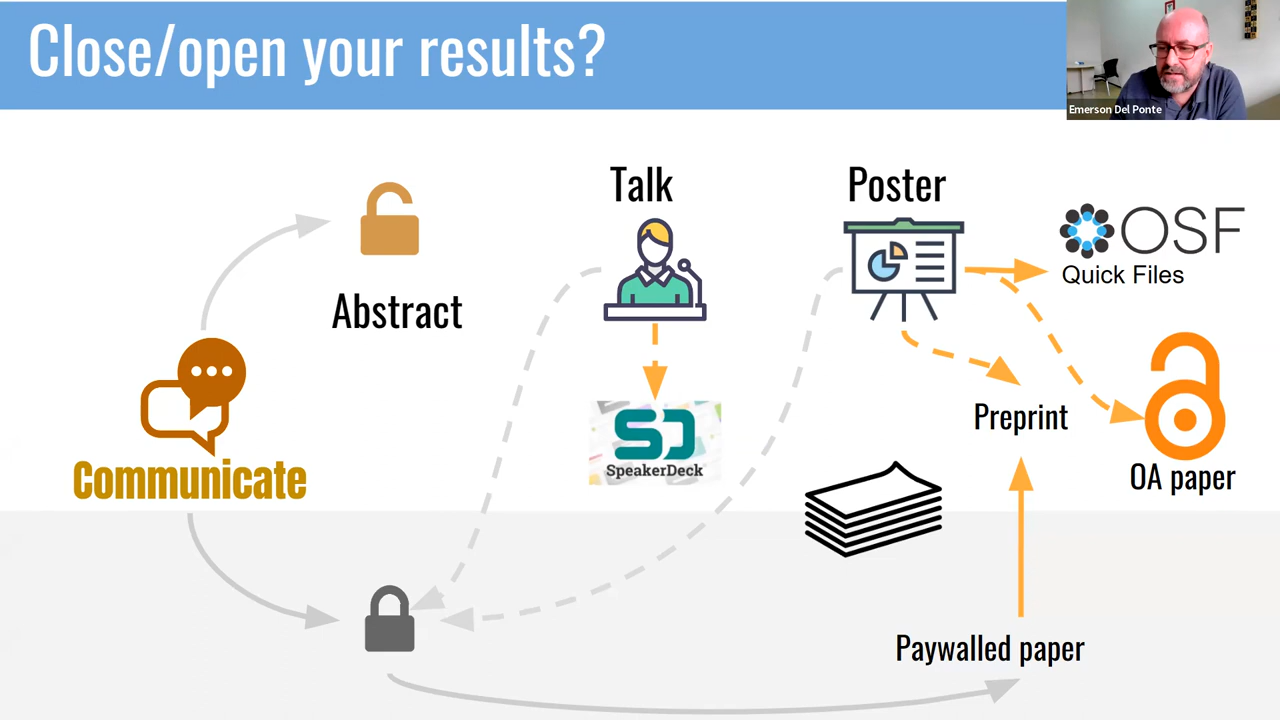 Close/open your results?
Emerson Del Ponte
Talk
Poster
OSF
Quick Files
Abstract
Preprint
SpeakerDeck
OA paper
Communicate
Paywalled paper